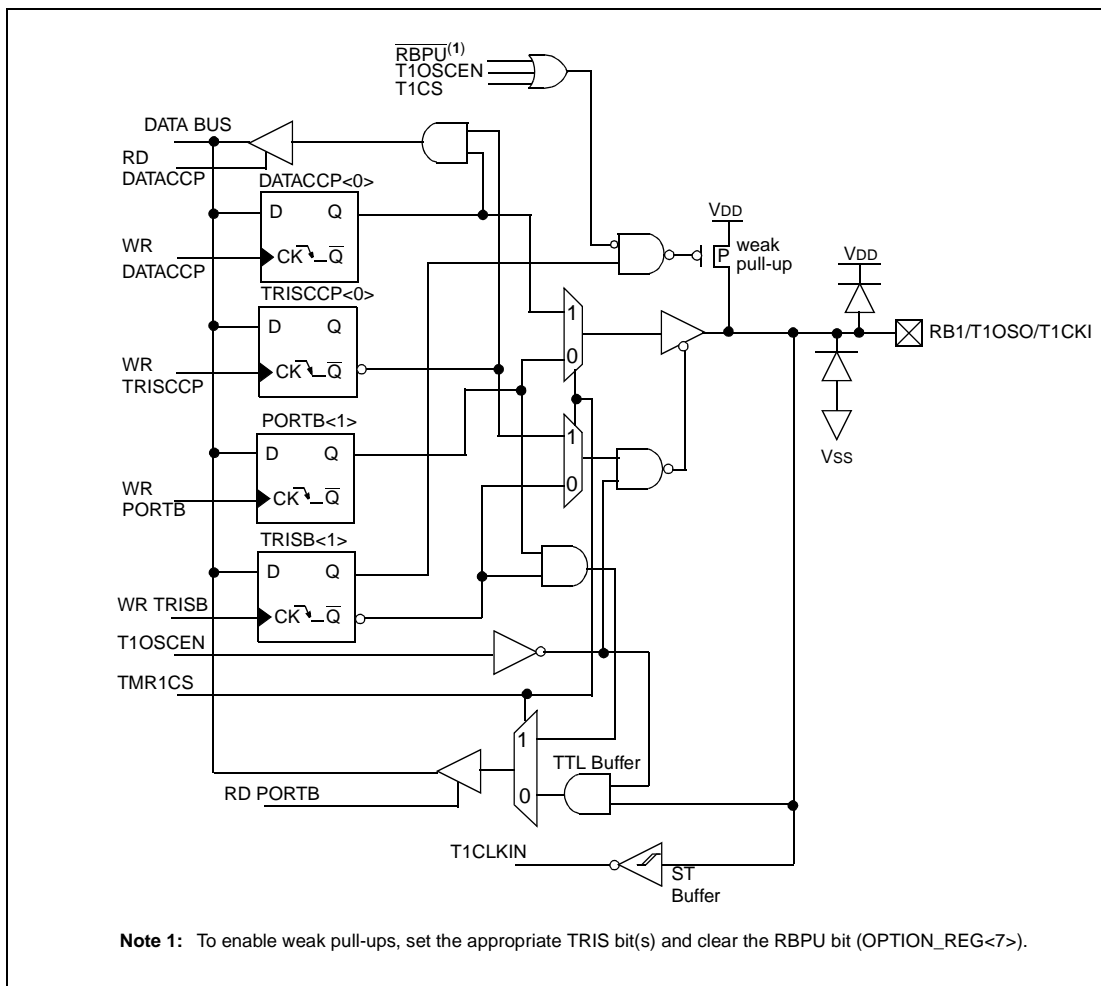 RBPU(1)
T1OSCEN
T1CS
DATA BUS
RD
DATACCP
DATACCP<0>
D Q
CK Q
WR
DATACCP
VDD
P
weak
pull-up
VDD
TRISCCP<0>
D Q
CK Q
WR
TRISCCP
1
0
RB1/T1OSO/T1CKI
PORTB<1>
D Q
CK Q
WR
PORTB
1
0
VSS
TRISB<1>
D Q
CK Q
WR TRISB
T1OSCEN
TMR1CS
1
0
TTL Buffer
RD PORTB
T1CLKIN
ST
Buffer
Note 1: To enable weak pull-ups, set the appropriate TRIS bit(s) and clear the RBPU bit (OPTION_REG<7>).